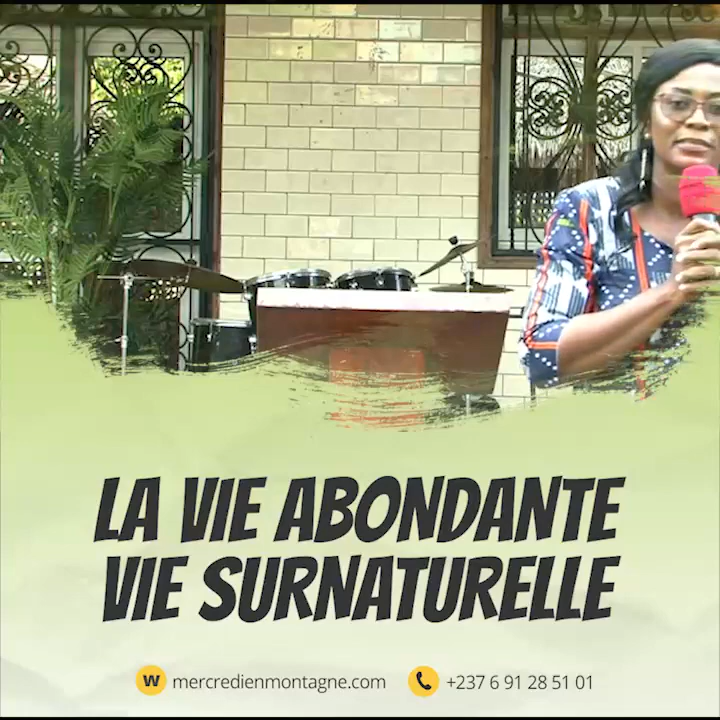 LA VIE ABONDANTE
VIE SURNATURELLE
W mercredienmontagne.com +237 6 91 28 51 01